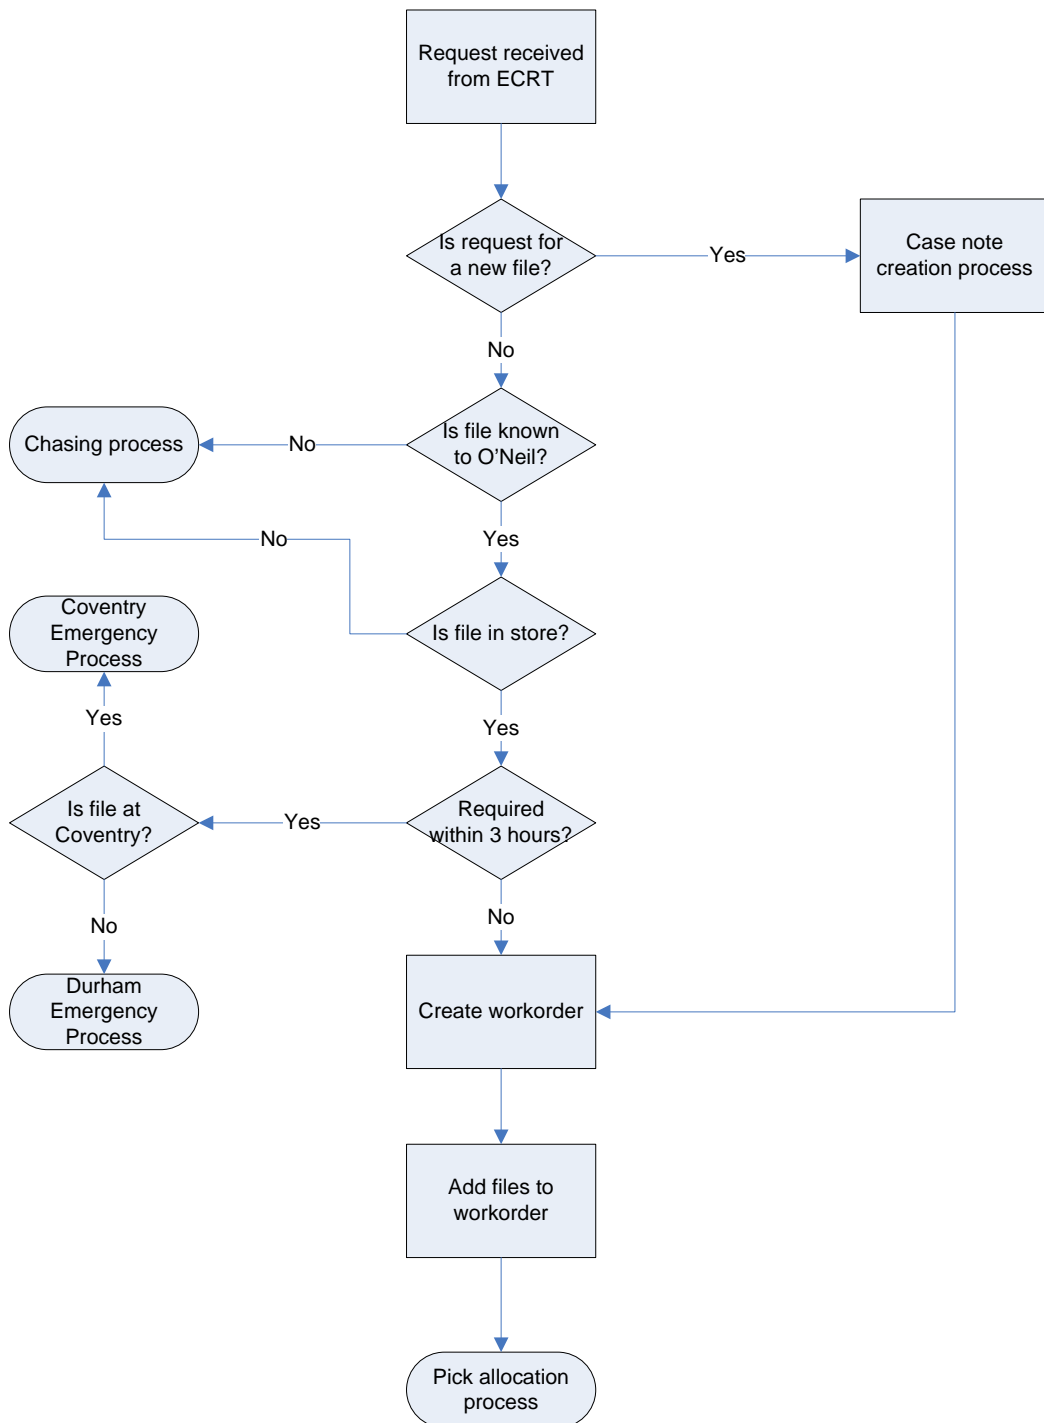 Request received
from ECRT
Is request for
a new file?
Yes
Case note
creation process
No
Chasing process
No
Is file known
to O'Neil?
Yes
No
Coventry
Emergency
Process
Is file in store?
Yes
Yes
Is file at
Coventry?
Yes
Required
within 3 hours?
No
No
Durham
Emergency
Process
Create workorder
Add files to
workorder
Pick allocation
process